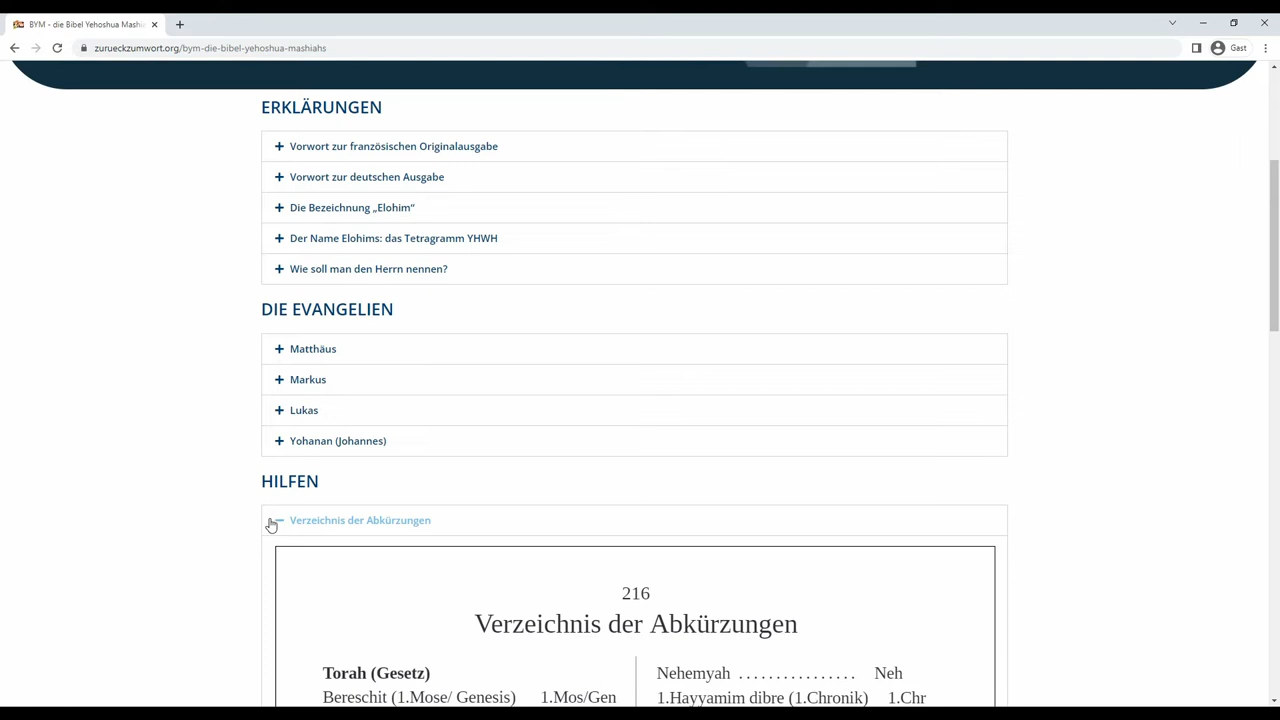 BYM - die Bibel Yehoshua Mashi
zurueckzumwort.org/bym-die-bibel-yehoshua-mashiahs
Gast
ERKLÄRUNGEN
Vorwort zur französischen Originalausgabe
Vorwort zur deutschen Ausgabe
Die Bezeichnung „Elohim“
Der Name Elohims: das Tetragramm YHWH
Wie soll man den Herrn nennen?
DIE EVANGELIEN
Matthäus
Markus
Lukas
Yohanan (Johannes)
HILFEN
Verzeichnis der Abkürzungen
216
Verzeichnis der Abkürzungen
Torah (Gesetz)
Bereschit (1.Mose/ Genesis) 1.Mos/Gen
Nehemyah ................ Neh
1.Hayyamim dibre (1.Chronik) 1.Chr